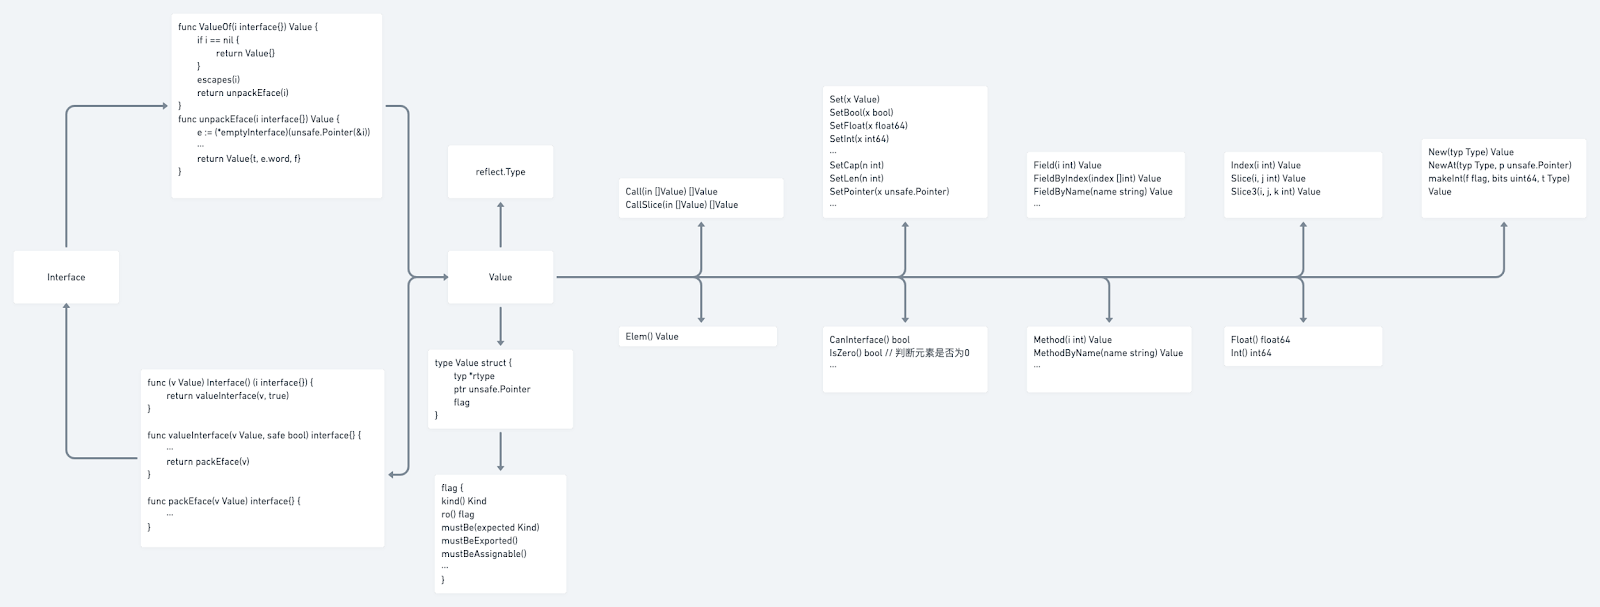 func ValueOf(i interface{}) Value {
if i == nil {
return Value{}
}
escapes(i)
return unpackEface(i)
}
func unpackEface(i interface{}) Value {
e := (*emptyInterface)(unsafe.Pointer(&i))
...
return Value{t, e.word, f}
}
Interface
func (v Value) Interface() (i interface{}) {
return valueInterface(v, true)
}
func valueInterface(v Value, safe bool) interface{} {
...
return packEface(v)
}
func packEface(v Value) interface{} {
...
}
reflect.Type
Value
type Value struct {
typ *rtype
ptr unsafe.Pointer
flag
}
flag {
kind() Kind
ro() flag
mustBe(expected Kind)
mustBeExported()
mustBeAssignable()
...
}
Call(in []Value) []Value
CallSlice(in []Value) []Value
Elem() Value
Set(x Value)
SetBool(x bool)
SetFloat(x float64)
SetInt(x int64)
...
SetCap(n int)
SetLen(n int)
SetPointer(x unsafe.Pointer)
...
CanInterface() bool
IsZero() bool // 判断元素是否为0
...
Field(i int) Value
FieldByIndex(index []int) Value
FieldByName(name string) Value
...
Method(i int) Value
MethodByName(name string) Value
...
Index(i int) Value
Slice(i, j int) Value
Slice3(i, j, k int) Value
Float() float64
Int() int64
New(typ Type) Value
NewAt(typ Type, p unsafe.Pointer)
makeInt(f flag, bits uint64, t Type)
Value